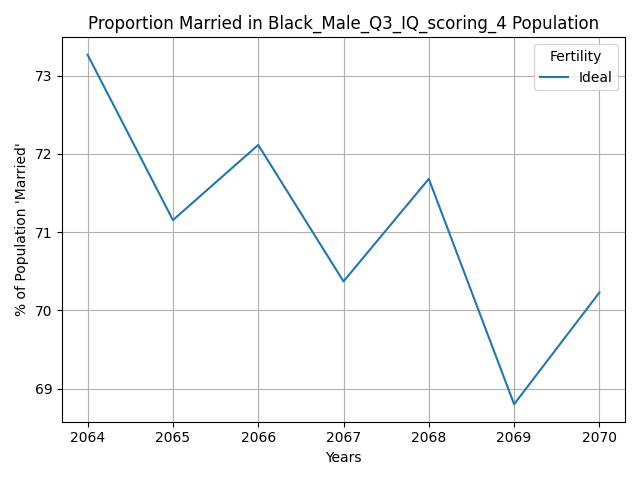 Proportion Married in Black_Male_Q3_IQ_scoring_4 Population
Fertility
Ideal
% of Population 'Married'
73
72
71
70
69
2064 2065 2066 2067 2068 2069 2070
Years